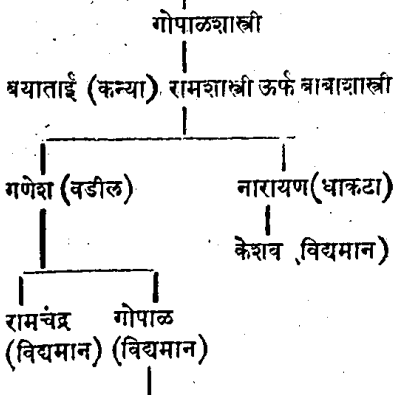 गोपाळशास्त्री
बयाताई (कन्या) रामशास्त्री ऊर्फ बाबाशास्त्री
गणेश (वडील) नारायण (धाकटा)
केशव विद्यमान)
रामचंद्र गोपाळ
(विद्यमान) (विद्यमान)